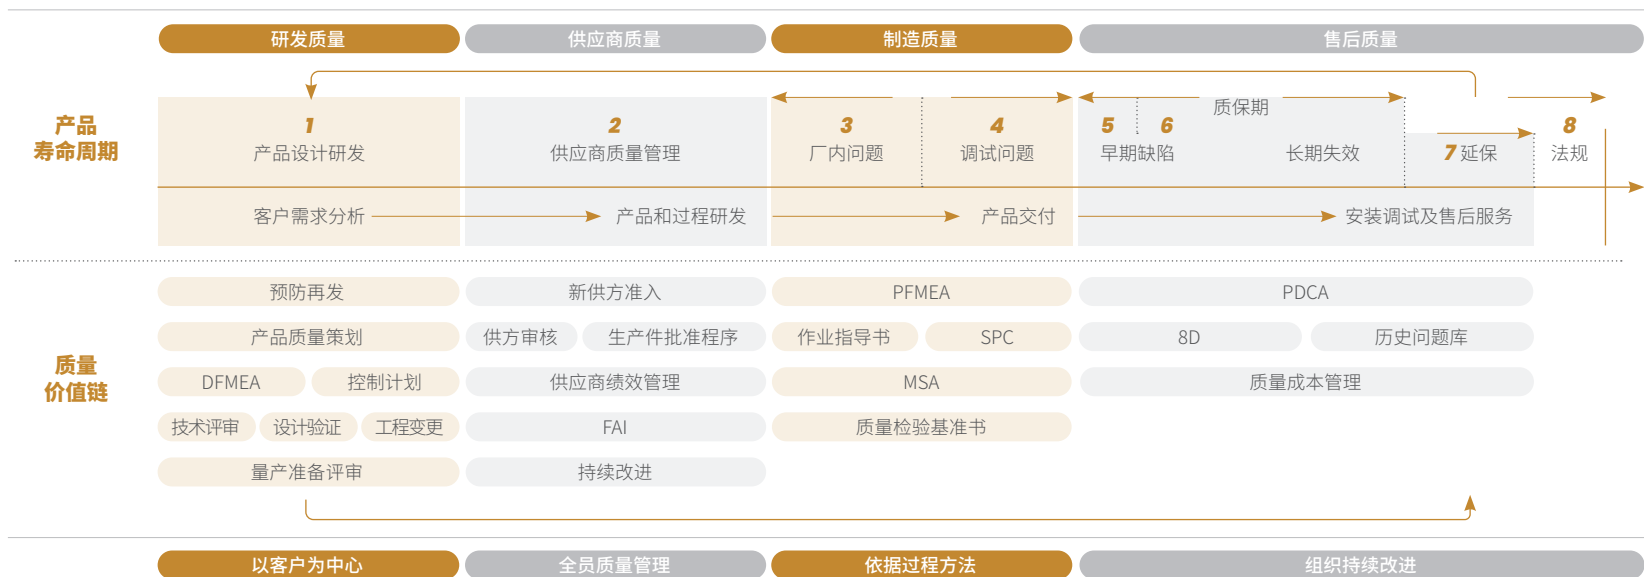 研发质量
供应商质量
制造质量
售后质量
产品
寿命周期
质保期
1
2
3
4
5
6
8
产品设计研发
供应商质量管理
厂内问题
调试问题
早期缺陷
长期失效
7 延保
法规
客户需求分析
产品和过程研发
产品交付
安装调试及售后服务
质量
价值链
预防再发
新供方准入
PFMEA
PDCA
产品质量策划
供方审核
生产件批准程序
作业指导书
SPC
8D
历史问题库
DFMEA
控制计划
供应商绩效管理
MSA
质量成本管理
技术评审
设计验证
工程变更
FAI
质量检验基准书
量产准备评审
持续改进
以客户为中心
全员质量管理
依据过程方法
组织持续改进